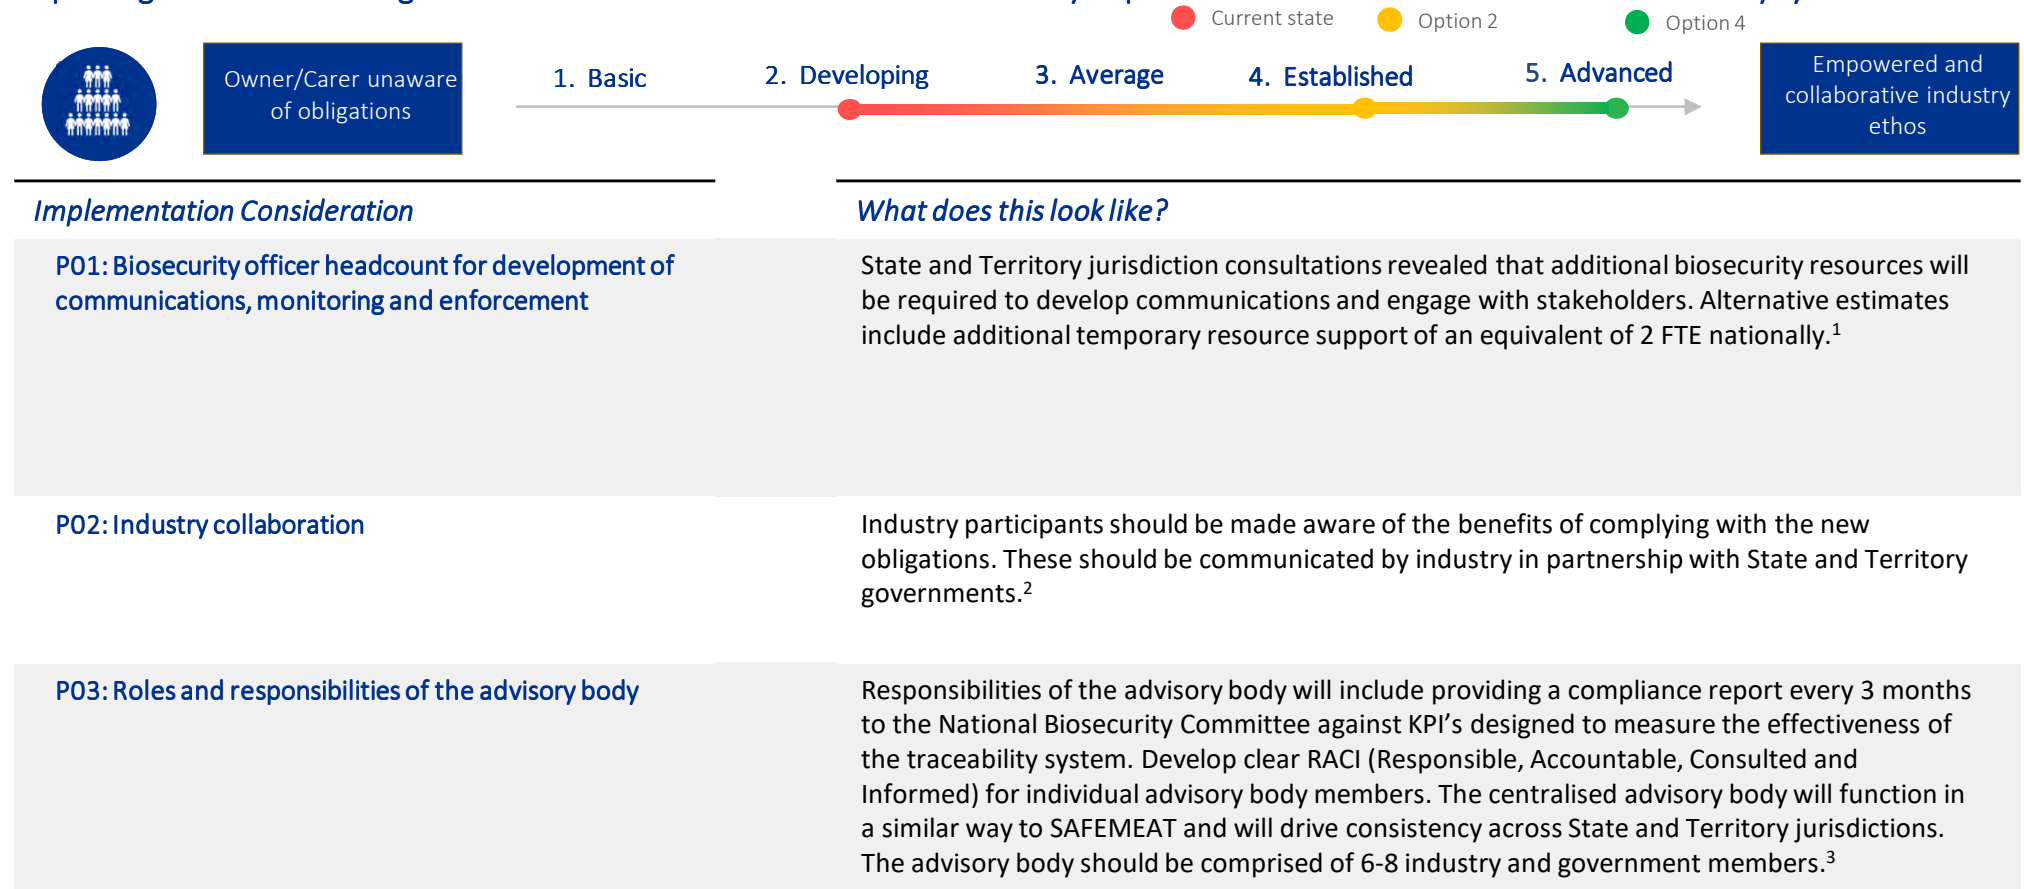 Current state
Option 2
Option 4
Owner/Carer unaware
of obligations
1. Basic
2. Developing
3. Average
4. Established
5. Advanced
Empowered and
collaborative industry
ethos
Implementation Consideration
What does this look like?
P01: Biosecurity officer headcount for development of
communications, monitoring and enforcement
State and Territory jurisdiction consultations revealed that additional biosecurity resources will
be required to develop communications and engage with stakeholders. Alternative estimates
include additional temporary resource support of an equivalent of 2 FTE nationally.1
P02: Industry collaboration
Industry participants should be made aware of the benefits of complying with the new
obligations. These should be communicated by industry in partnership with State and Territory
governments.2
P03: Roles and responsibilities of the advisory body
Responsibilities of the advisory body will include providing a compliance report every 3 months
to the National Biosecurity Committee against KPI's designed to measure the effectiveness of
the traceability system. Develop clear RACI (Responsible, Accountable, Consulted and
Informed) for individual advisory body members. The centralised advisory body will function in
a similar way to SAFEMEAT and will drive consistency across State and Territory jurisdictions.
The advisory body should be comprised of 6-8 industry and government members.3